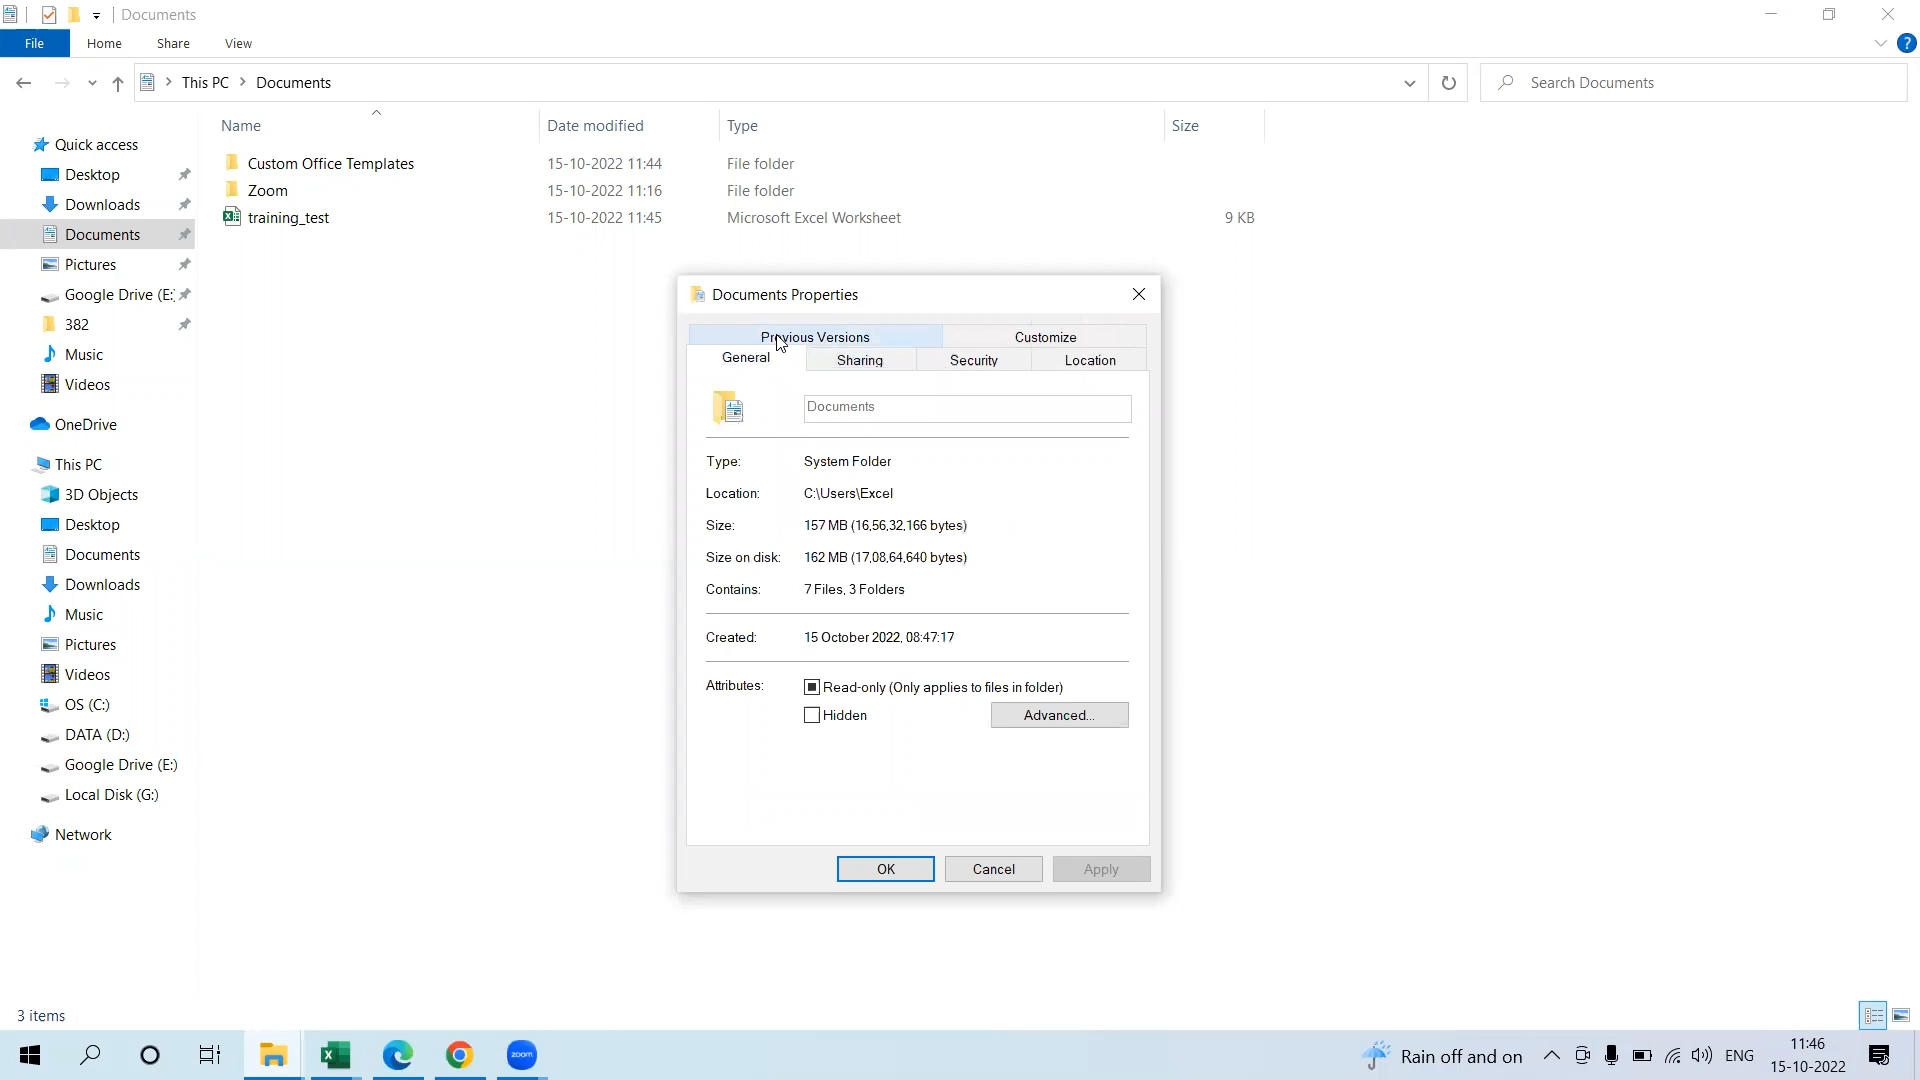 Documents
File Home Share View
This PC Documents
Search Documents
Name Date modified Type Size
Custom Office Templates 15-10-2022 11:44 File folder
Zoom 15-10-2022 11:16 File folder
training_test 15-10-2022 11:45 Microsoft Excel Worksheet 9 KB
Quick access
Desktop
Downloads
Documents
Pictures
Google Drive (E:
382
Music
Videos
OneDrive
This PC
3D Objects
Desktop
Documents
Downloads
Music
Pictures
Videos
OS (C:)
DATA (D:)
Google Drive (E:)
Local Disk (G:)
Network
Documents Properties
Previous Versions Customize
General Sharing Security Location
Documents
Type: System Folder
Location: C:\Users\Excel
Size: 157 MB (16,56,32,166 bytes)
Size on disk: 162 MB (17,08,64,640 bytes)
Contains: 7 Files, 3 Folders
Created: 15 October 2022, 08:47:17
Attributes: Read-only (Only applies to files in folder)
Hidden Advanced...
OK Cancel Apply
3 items
zoom
Rain off and on ENG
11:46
15-10-2022